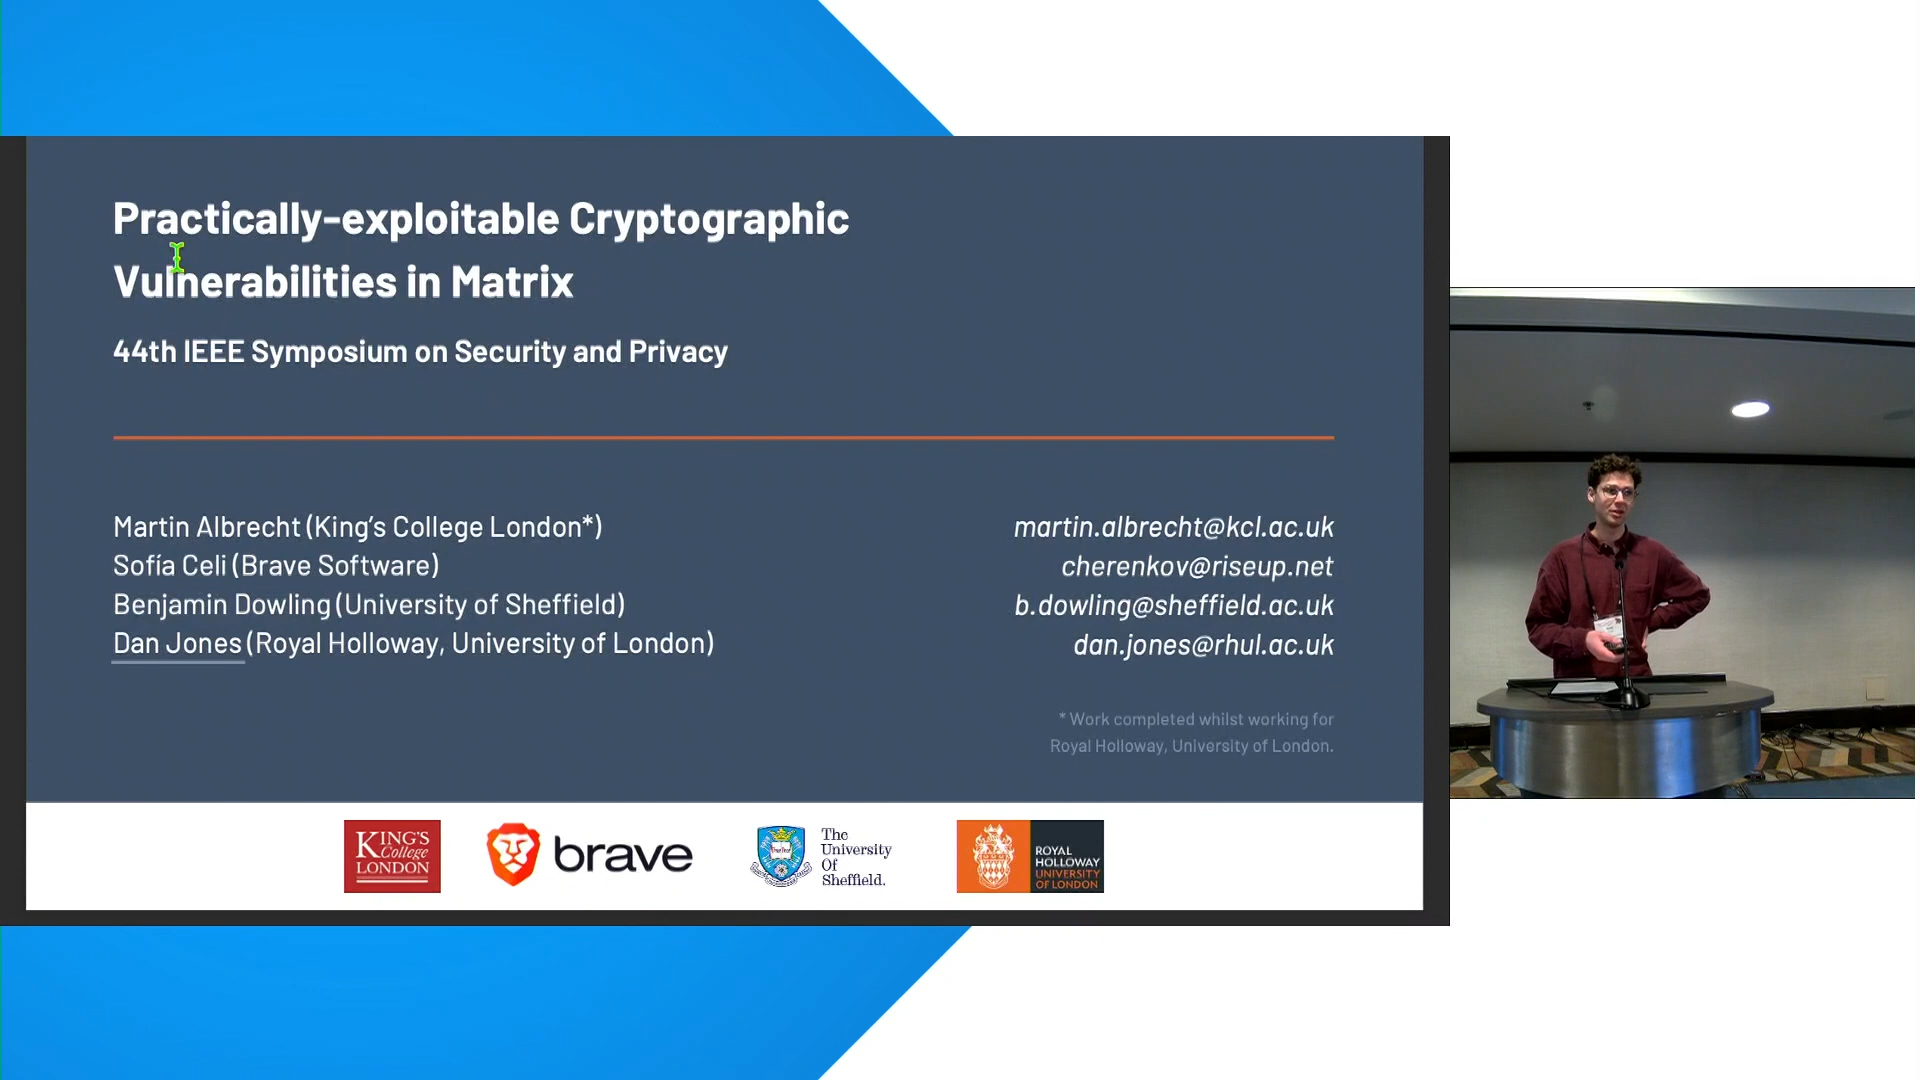 Practically-exploitable Cryptographic
Vulnerabilities in Matrix
44th IEEE Symposium on Security and Privacy
Martin Albrecht (King's College London*)
martin.albrecht@kcl.ac.uk
Sofía Celi (Brave Software)
cherenkov@riseup.net
Benjamin Dowling (University of Sheffield)
b.dowling@sheffield.ac.uk
Dan Jones (Royal Holloway, University of London)
dan.jones@rhul.ac.uk
* Work completed whilst working for
Royal Holloway, University of London.
KING'S
College
LONDON
brave
The
University
Of
Sheffield.
ROYAL
HOLLOWAY
UNIVERSITY
OF LONDON